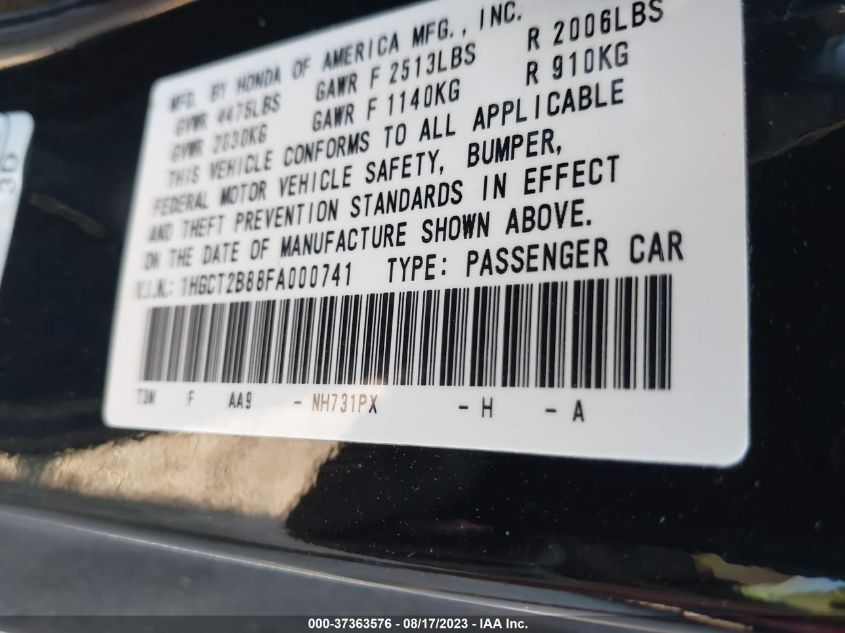 MFD. BY HONDA OF AMERICA MFG., INC.
GVWR 4475LBS GAWR F 2513LBS R 2006LBS
GVWR 2030KG GAWR F 1140KG R 910KG
THIS VEHICLE CONFORMS TO ALL APPLICABLE
FEDERAL MOTOR VEHICLE SAFETY, BUMPER,
AND THEFT PREVENTION STANDARDS IN EFFECT
ON THE DATE OF MANUFACTURE SHOWN ABOVE.
V.I.N.: 1HGCT2B88FA000741 TYPE: PASSENGER CAR
T3W F AA9 - NH731PX - H - A
000-37363576 - 08/17/2023 - IAA Inc.